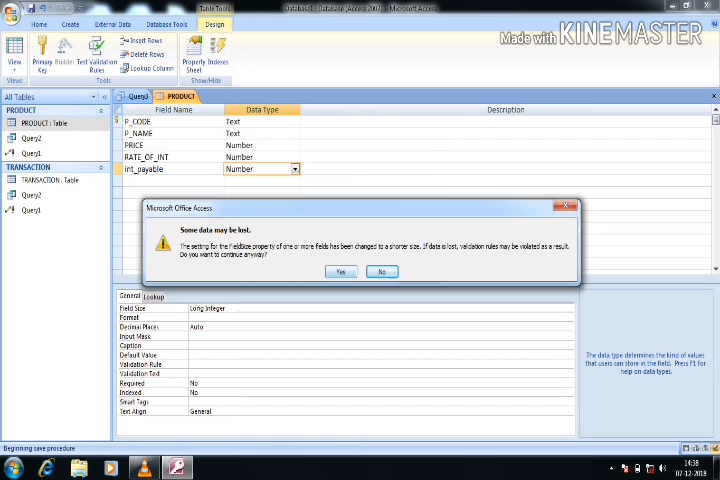 Table Tools
Database11 : Database (Access 2007) - Microsoft Access
Home
Create
External Data
Database Tools
Design
Made with KINEMASTER
View
Primary Key
Builder
Test Validation Rules
Insert Rows
Delete Rows
Lookup Column
Property Sheet
Indexes
Views
Tools
Show/Hide
All Tables
Query3
PRODUCT
PRODUCT
PRODUCT : Table
Query2
Query1
TRANSACTION
TRANSACTION: Table
Query2
Query1
Field Name
Data Type
Description
P_CODE
Text
P_NAME
Text
PRICE
Number
RATE_OF_INT
Number
int_payable
Number
Microsoft Office Access
Some data may be lost.
The setting for the FieldSize property of one or more fields has been changed to a shorter size. If data is lost, validation rules may be violated as a result.
Do you want to continue anyway?
Yes
No
General
Lookup
Field Size
Long Integer
Format
Decimal Places
Auto
Input Mask
Caption
Default Value
Validation Rule
Validation Text
Required
No
Indexed
No
Smart Tags
Text Align
General
The data type determines the kind of values
that users can store in the field. Press F1 for
help on data types.
Beginning save procedure
14:38
07-12-2018